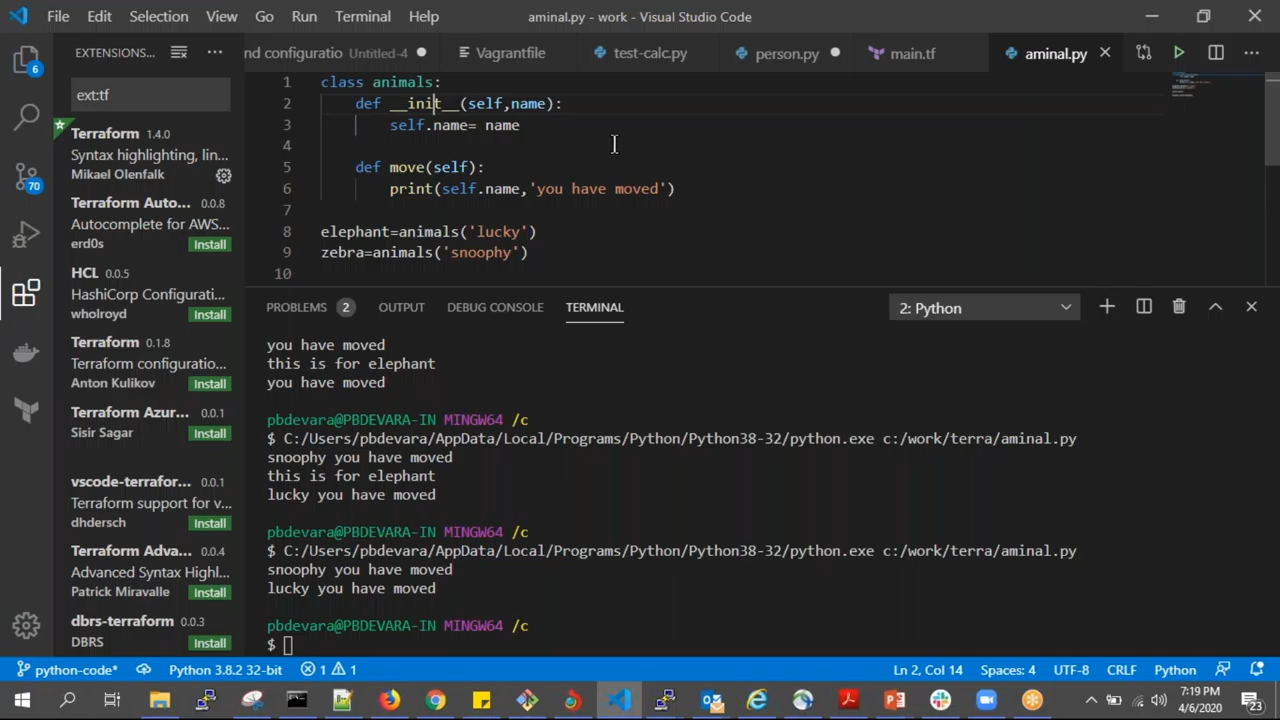 File Edit Selection View Go Run Terminal Help aminal.py - work - Visual Studio Code
EXTENSIONS... nd configuratio Untitled-4 Vagrantfile test-calc.py person.py main.tf aminal.py
6
70
ext:tf
Terraform 1.4.0
Syntax highlighting, lin...
Mikael Olenfalk
Terraform Auto... 0.0.8
Autocomplete for AWS...
erd0s Install
HCL 0.0.5
HashiCorp Configurati...
wholroyd Install
Terraform 0.1.8
Terraform configuratio...
Anton Kulikov Install
Terraform Azur... 0.0.1
Sisir Sagar Install
vscode-terrafor... 0.0.1
Terraform support for v...
dhdersch Install
Terraform Adva... 0.0.4
Advanced Syntax Highl...
Patrick Miravalle Install
dbrs-terraform 0.0.3
DBRS Install
1 class animals:
2 def __init__(self,name):
3 self.name= name
4
5 def move(self):
6 print(self.name,'you have moved')
7
8 elephant=animals('lucky')
9 zebra=animals('snoophy')
10
PROBLEMS 2 OUTPUT DEBUG CONSOLE TERMINAL 2: Python
you have moved
this is for elephant
you have moved
pbdevara@PBDEVARA-IN MINGW64 /c
$ C:/Users/pbdevara/AppData/Local/Programs/Python/Python38-32/python.exe c:/work/terra/aminal.py
snoophy you have moved
this is for elephant
lucky you have moved
pbdevara@PBDEVARA-IN MINGW64 /c
$ C:/Users/pbdevara/AppData/Local/Programs/Python/Python38-32/python.exe c:/work/terra/aminal.py
snoophy you have moved
lucky you have moved
pbdevara@PBDEVARA-IN MINGW64 /c
$
python-code* Python 3.8.2 32-bit 1 1 Ln 2, Col 14 Spaces: 4 UTF-8 CRLF Python
7:19 PM
4/6/2020
23